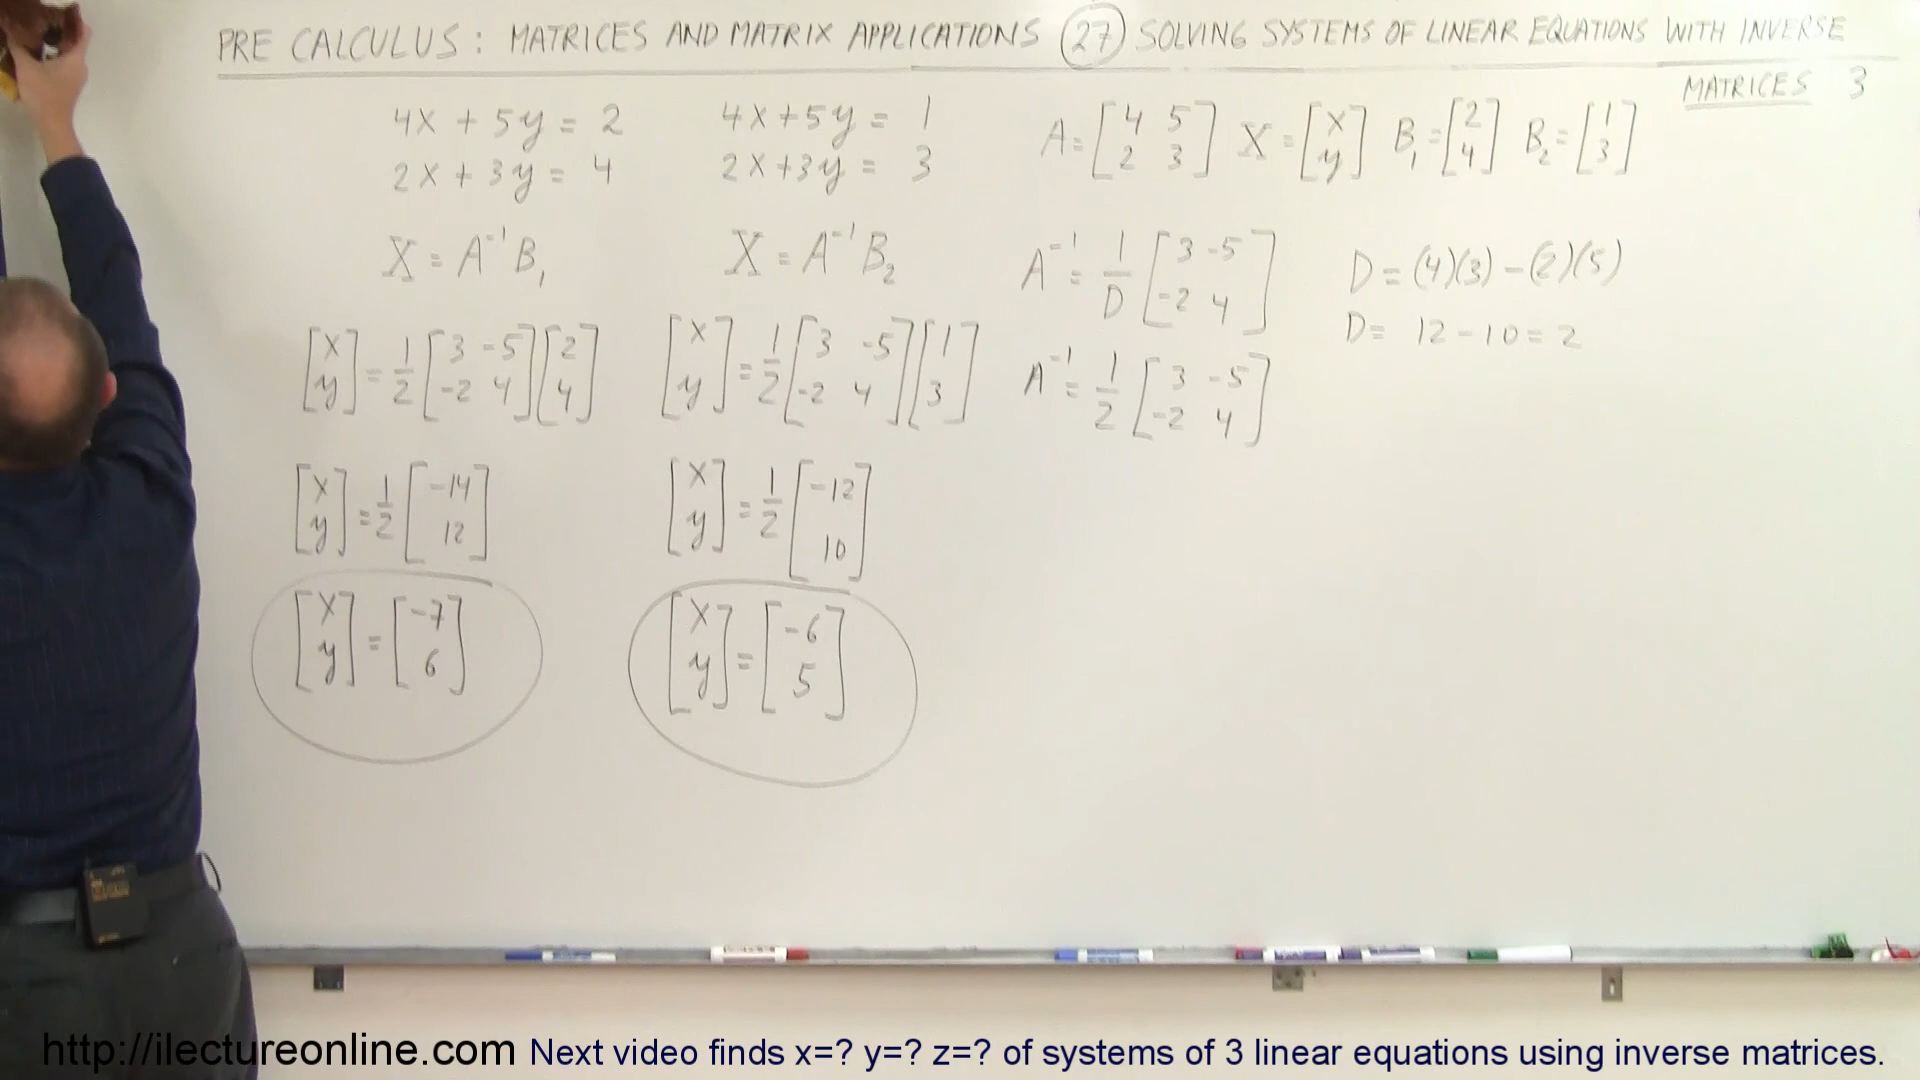 PRE CALCULUS: MATRICES AND MATRIX APPLICATIONS (27) SOLVING SYSTEMS OF LINEAR EQUATIONS WITH INVERSE
MATRICES 3
4x + 5y = 2
2x + 3y = 4
X = A⁻¹B₁
[x y] = 1/2 [3 -5 -2 4] [2 4]
[x y] = 1/2 [-14 12]
[x y] = [-7 6]
4x + 5y = 1
2x + 3y = 3
X = A⁻¹B₂
[x y] = 1/2 [3 -5 -2 4] [1 3]
[x y] = 1/2 [-12 10]
[x y] = [-6 5]
A = [4 5 2 3] X = [x y] B₁ = [2 4] B₂ = [1 3]
A⁻¹ = 1/D [3 -5 -2 4]
A⁻¹ = 1/2 [3 -5 -2 4]
D = (4)(3) - (2)(5)
D = 12 - 10 = 2
http://ilectureonline.com Next video finds x=? y=? z=? of systems of 3 linear equations using inverse matrices.